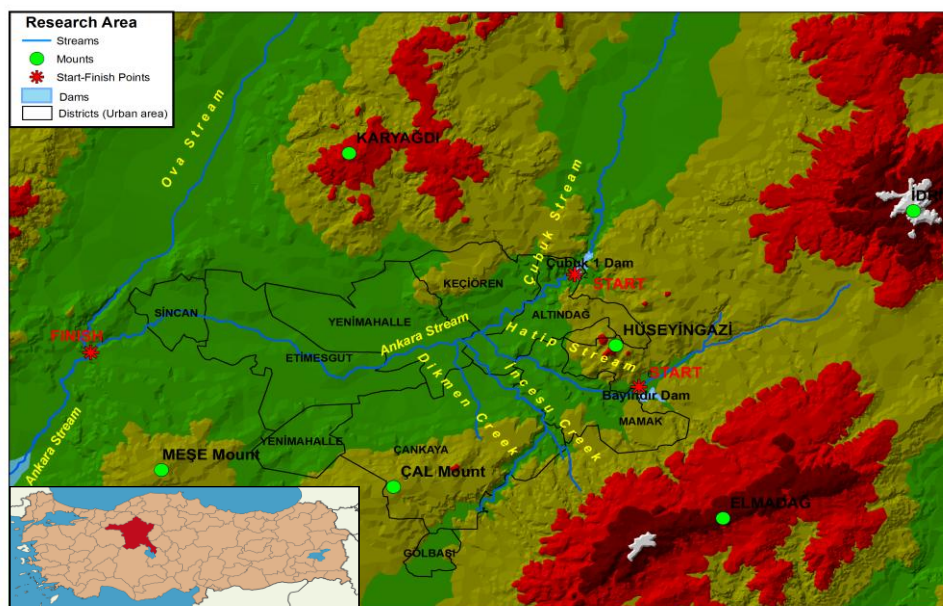 Research Area
Streams
Mounts
Start-Finish Points
Dams
Districts (Urban area)
Ova Stream
KARYAĞDI
Çubuk Stream
Çubuk 1 Dam
START
KEÇİÖREN
ALTINDAĞ
SİNCAN
YENİMAHALLE
HÜSEYİNGAZİ
FINISH
Ankara Stream
Hatip Stream
ETİMESGUT
START
Bayındır Dam
Dikmen Creek
İncesu Creek
MAMAK
Ankara Stream
YENİMAHALLE
ÇANKAYA
MEŞE Mount
ÇAL Mount
ELMADAĞ
GÖLBAŞI